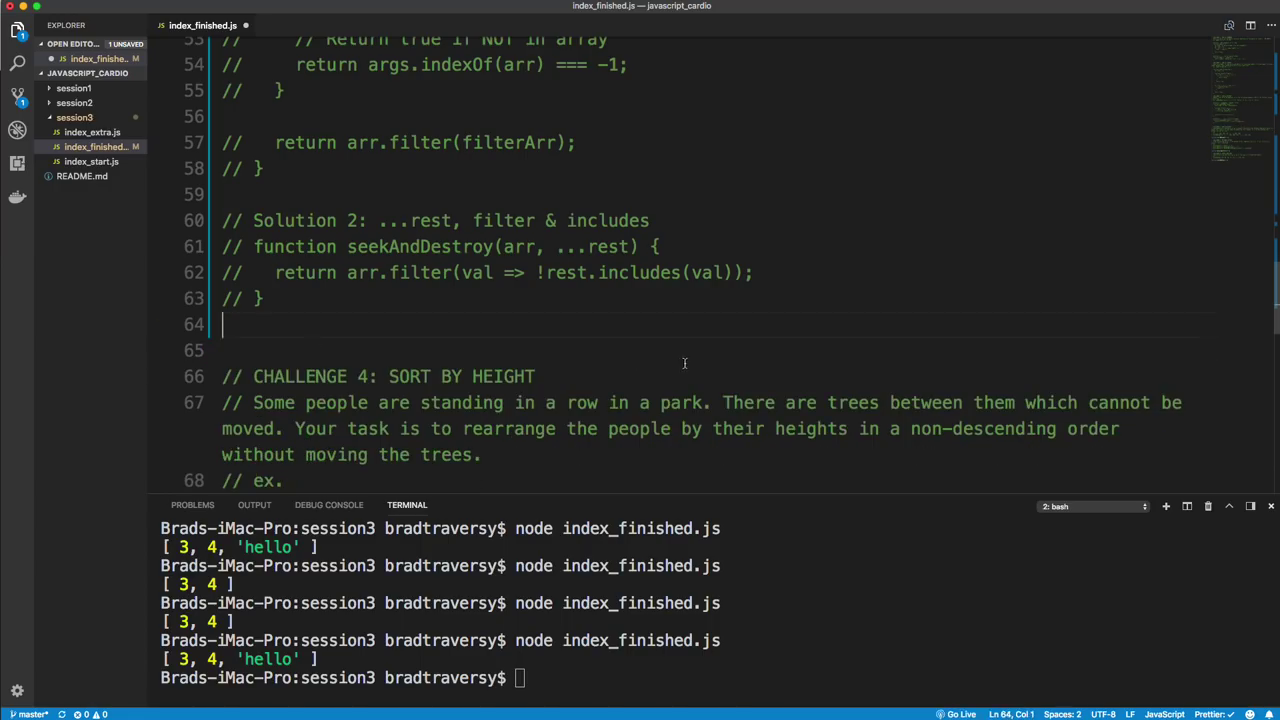 index_finished.js — javascript_cardio
EXPLORER
index_finished.js
OPEN EDITO... 1 UNSAVED
index_finishe... M
JAVASCRIPT_CARDIO
session1
session2
session3
index_extra.js
index_finished... M
index_start.js
README.md
1
1
53 // // Return true if NOT in array
54 // return args.indexOf(arr) === -1;
55 // }
56
57 // return arr.filter(filterArr);
58 // }
59
60 // Solution 2: ...rest, filter & includes
61 // function seekAndDestroy(arr, ...rest) {
62 // return arr.filter(val => !rest.includes(val));
63 // }
64
65
66 // CHALLENGE 4: SORT BY HEIGHT
67 // Some people are standing in a row in a park. There are trees between them which cannot be
moved. Your task is to rearrange the people by their heights in a non-descending order
without moving the trees.
68 // ex.
PROBLEMS OUTPUT DEBUG CONSOLE TERMINAL 2: bash
Brads-iMac-Pro:session3 bradtraversy$ node index_finished.js
[ 3, 4, 'hello' ]
Brads-iMac-Pro:session3 bradtraversy$ node index_finished.js
[ 3, 4 ]
Brads-iMac-Pro:session3 bradtraversy$ node index_finished.js
[ 3, 4 ]
Brads-iMac-Pro:session3 bradtraversy$ node index_finished.js
[ 3, 4, 'hello' ]
Brads-iMac-Pro:session3 bradtraversy$
master* 0 0 Go Live Ln 64, Col 1 Spaces: 2 UTF-8 LF JavaScript Prettier: ✓